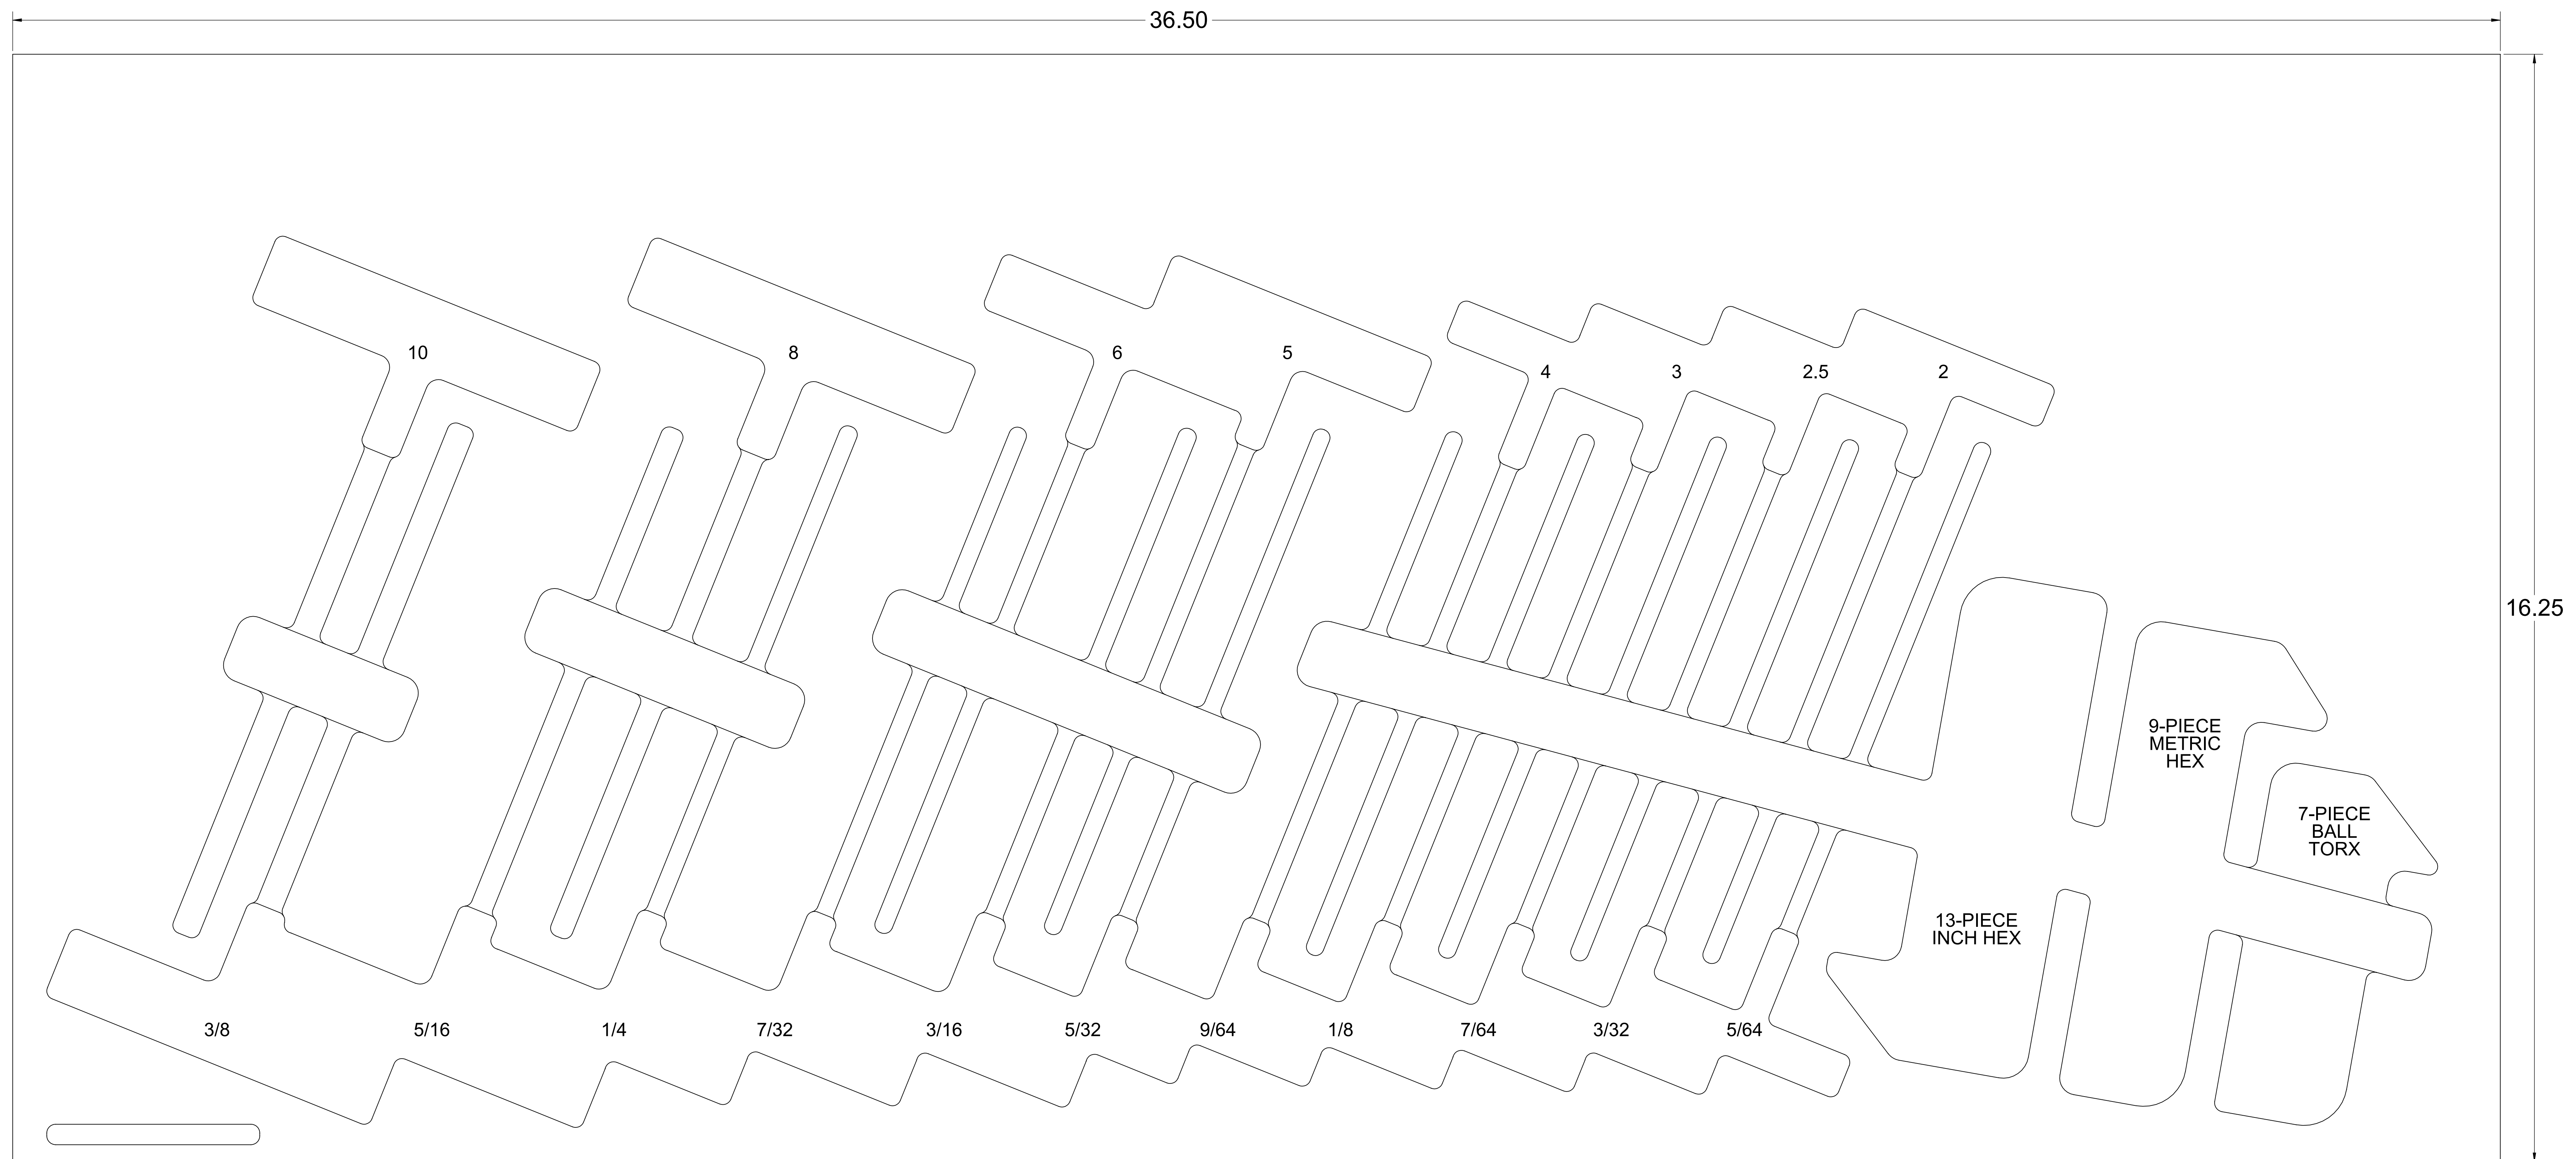 36.50
10
8
6
5
4
3
2.5
2
16.25
9-PIECE
METRIC
HEX
7-PIECE
BALL
TORX
13-PIECE
INCH HEX
3/8
5/16
1/4
7/32
3/16
5/32
9/64
1/8
7/64
3/32
5/64